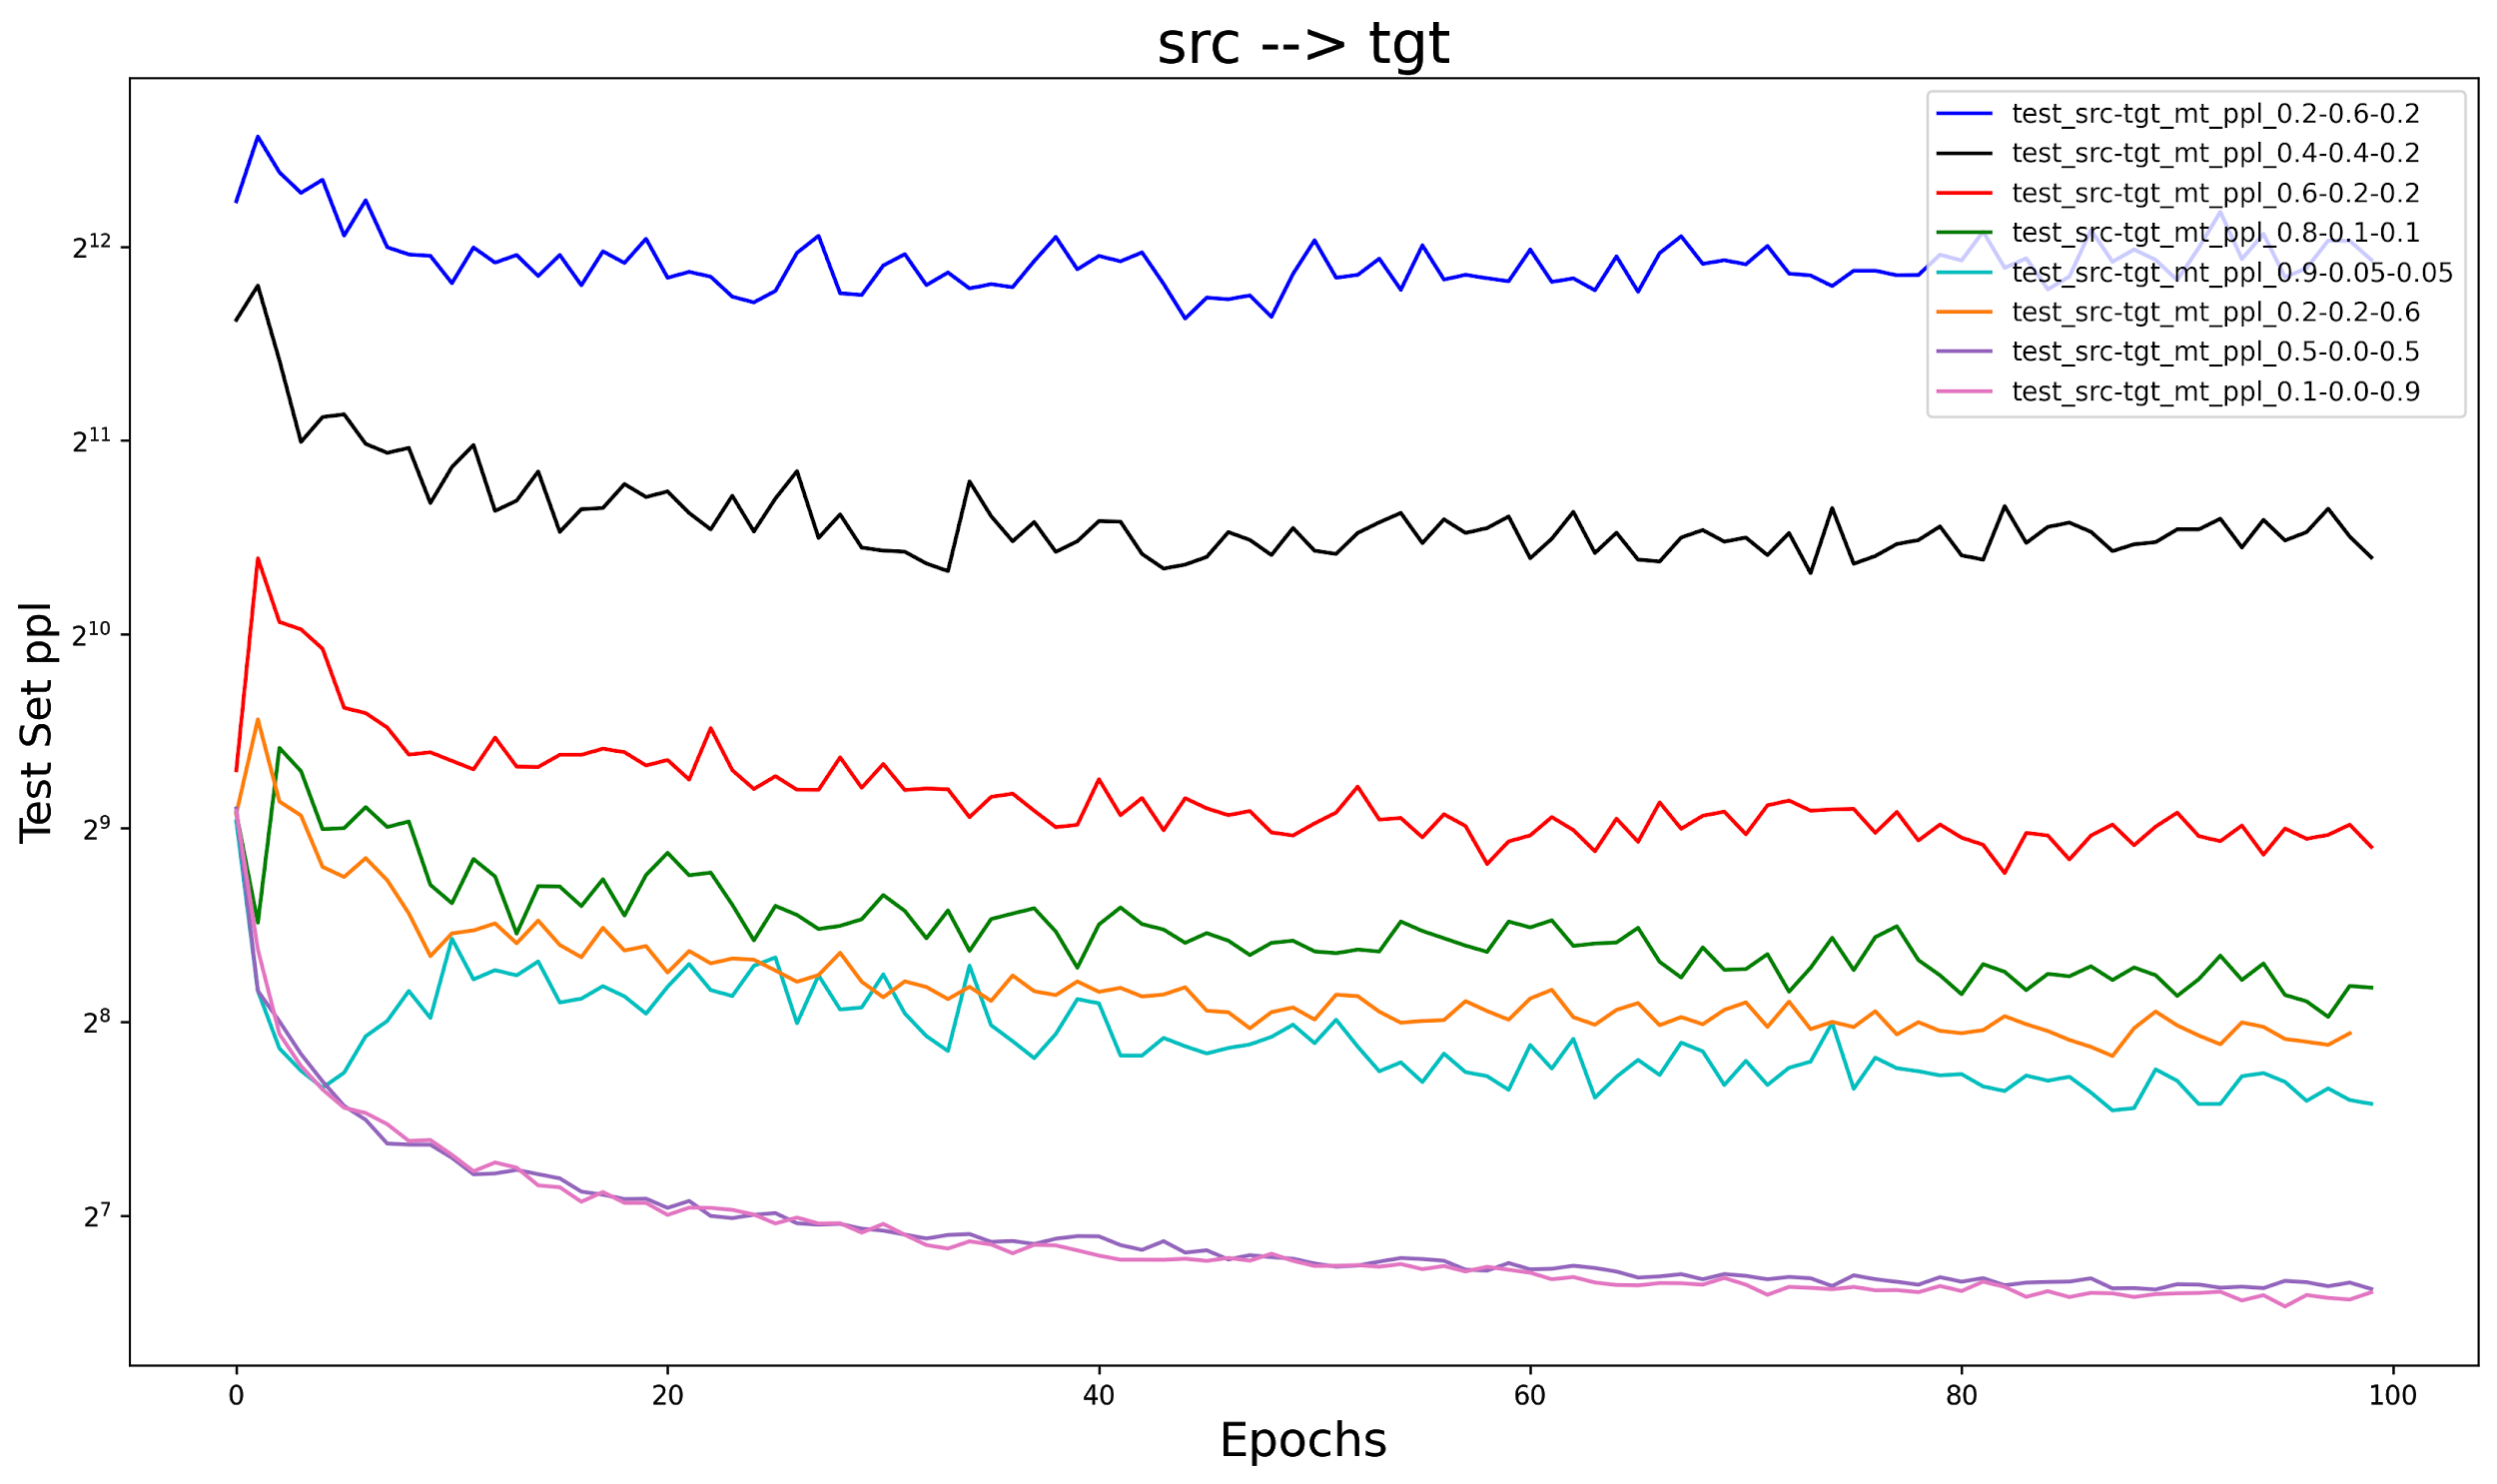 src --> tgt
test_src-tgt_mt_ppl_0.2-0.6-0.2
test_src-tgt_mt_ppl_0.4-0.4-0.2
test_src-tgt_mt_ppl_0.6-0.2-0.2
test_src-tgt_mt_ppl_0.8-0.1-0.1
test_src-tgt_mt_ppl_0.9-0.05-0.05
test_src-tgt_mt_ppl_0.2-0.2-0.6
test_src-tgt_mt_ppl_0.5-0.0-0.5
test_src-tgt_mt_ppl_0.1-0.0-0.9
Test Set ppl
2¹²
2¹¹
2¹⁰
2⁹
2⁸
2⁷
0 20 40 60 80 100
Epochs